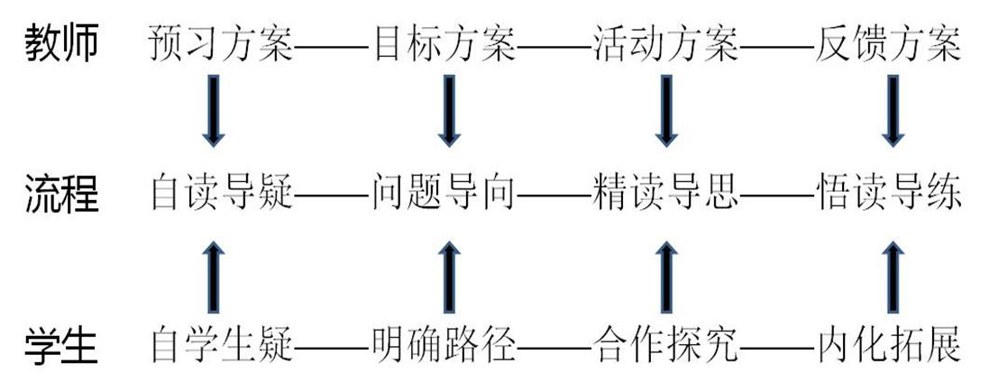 教师 预习方案——目标方案——活动方案——反馈方案
流程 自读导疑——问题导向——精读导思——悟读导练
学生 自学生疑——明确路径——合作探究——内化拓展